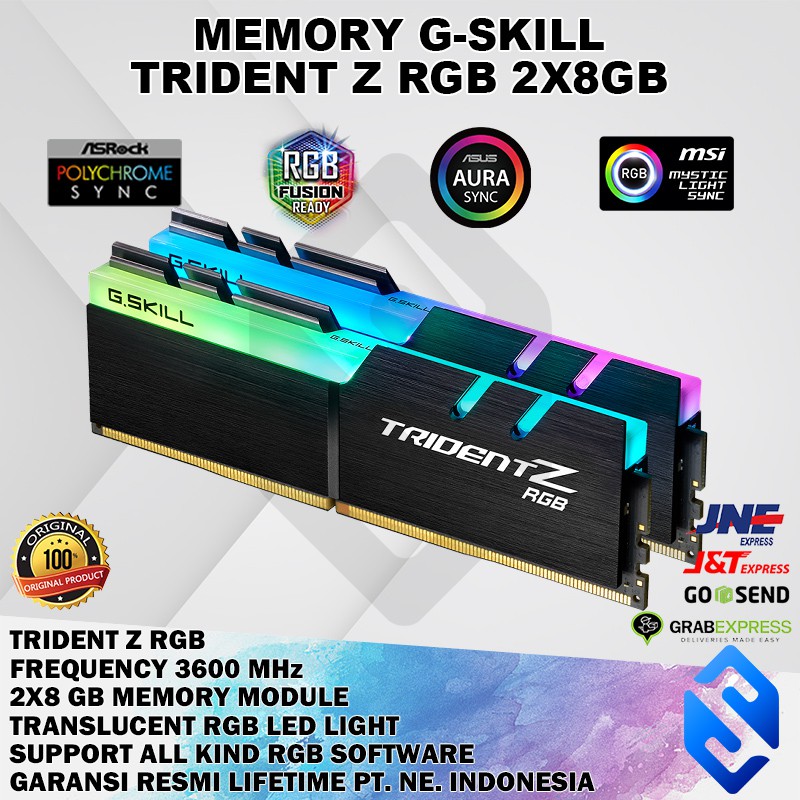 MEMORY G-SKILL
TRIDENT Z RGB 2X8GB
ASRock
POLYCHROME
SYNC
RGB
FUSION
READY
ASUS
AURA
SYNC
RGB
msi
MYSTIC
LIGHT
SYNC
G.SKILL
G.SKILL
G.SKILL
G.SKILL
TRIDENTZ
RGB
ORIGINAL
100%
ORIGINAL PRODUCT
JNE
EXPRESS
J&T EXPRESS
GO SEND
GRABEXPRESS
DELIVERIES MADE EASY
TRIDENT Z RGB
FREQUENCY 3600 MHz
2X8 GB MEMORY MODULE
TRANSLUCENT RGB LED LIGHT
SUPPORT ALL KIND RGB SOFTWARE
GARANSI RESMI LIFETIME PT. NE. INDONESIA